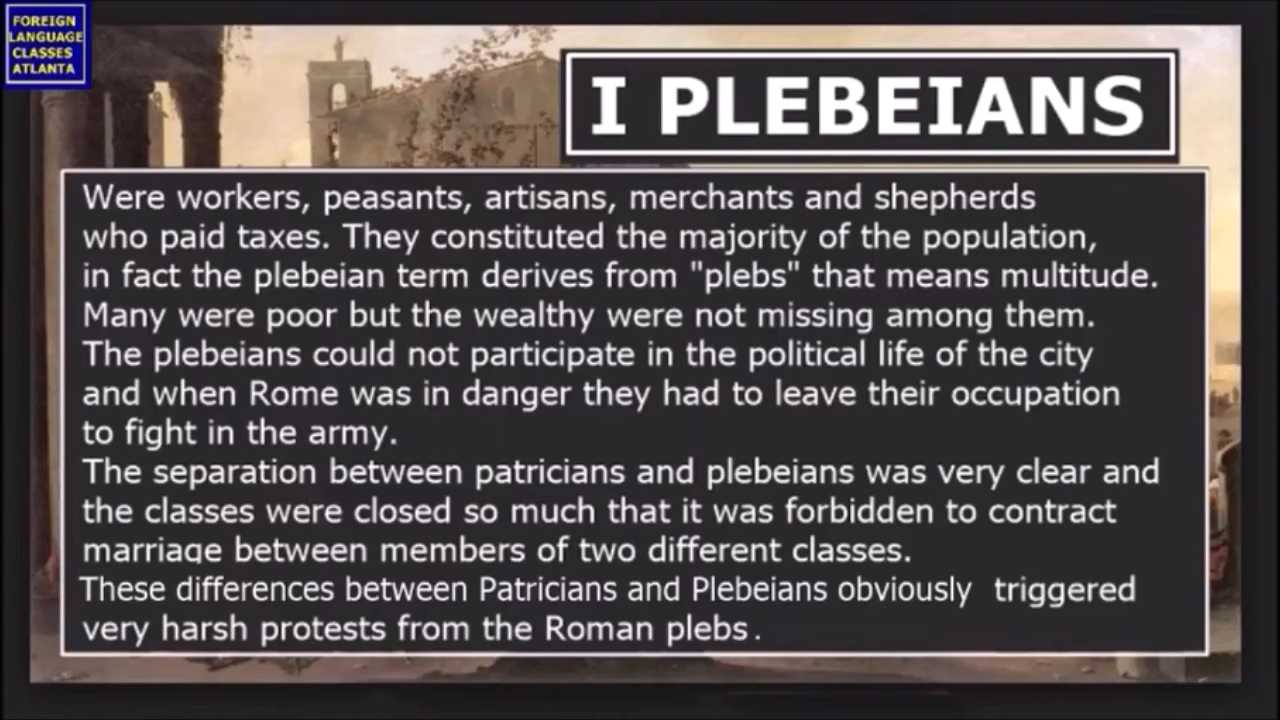 FOREIGN
LANGUAGE
CLASSES
ATLANTA
I PLEBEIANS
Were workers, peasants, artisans, merchants and shepherds
who paid taxes. They constituted the majority of the population,
in fact the plebeian term derives from "plebs" that means multitude.
Many were poor but the wealthy were not missing among them.
The plebeians could not participate in the political life of the city
and when Rome was in danger they had to leave their occupation
to fight in the army.
The separation between patricians and plebeians was very clear and
the classes were closed so much that it was forbidden to contract
marriage between members of two different classes.
These differences between Patricians and Plebeians obviously triggered
very harsh protests from the Roman plebs.